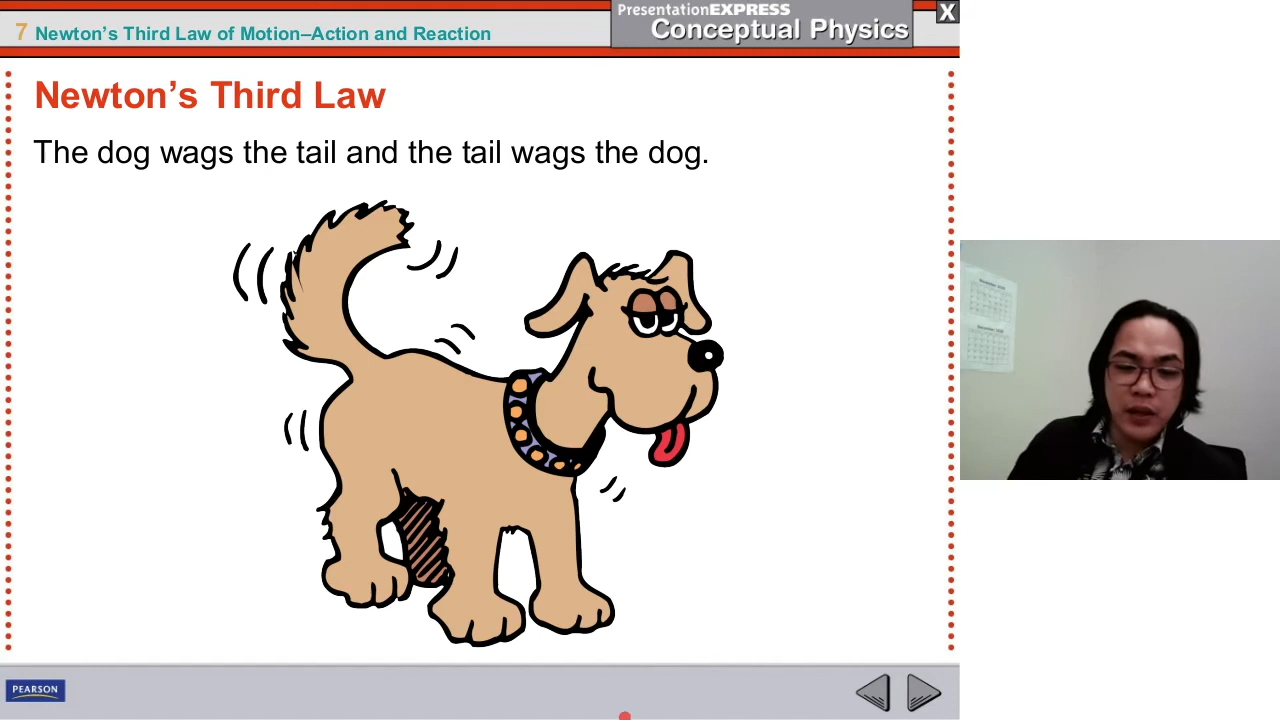 7 Newton's Third Law of Motion–Action and Reaction
PresentationEXPRESS
Conceptual Physics
X
Newton's Third Law
The dog wags the tail and the tail wags the dog.
PEARSON